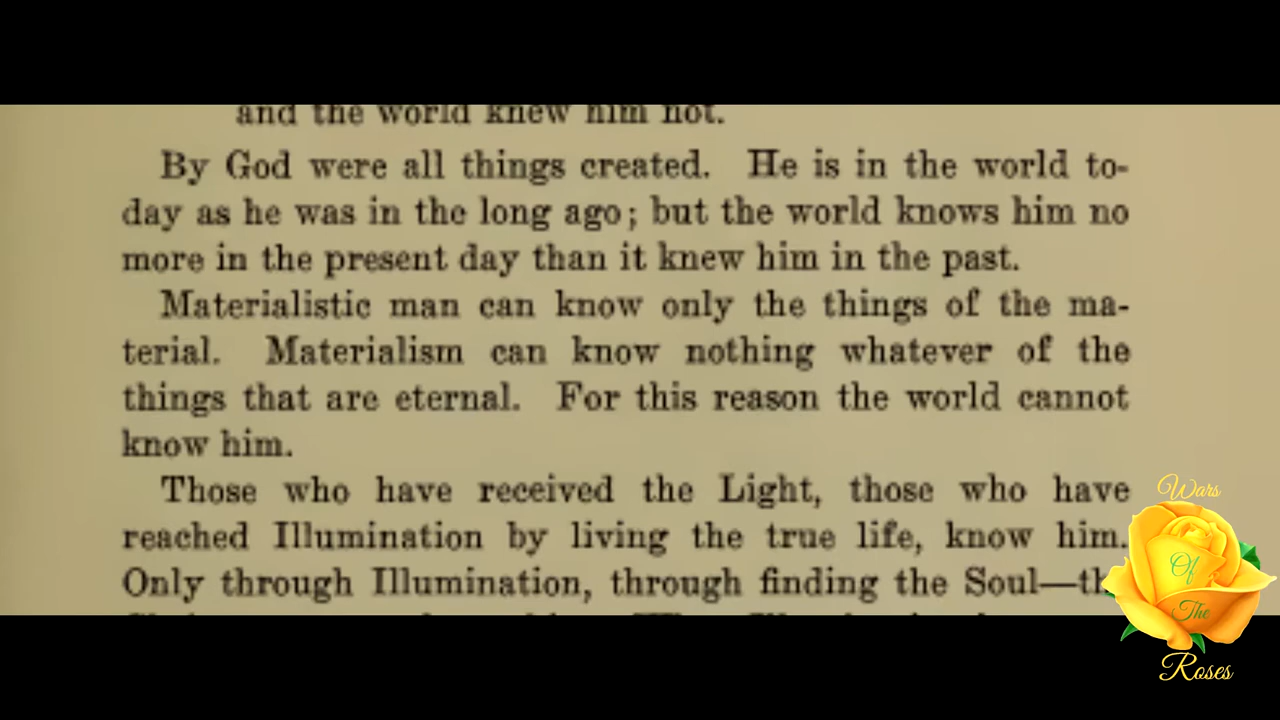 and the world knew him not.
By God were all things created. He is in the world to-
day as he was in the long ago; but the world knows him no
more in the present day than it knew him in the past.
Materialistic man can know only the things of the ma-
terial. Materialism can know nothing whatever of the
things that are eternal. For this reason the world cannot
know him.
Those who have received the Light, those who have
reached Illumination by living the true life, know him.
Only through Illumination, through finding the Soul—th
Wars
Of
The
Roses